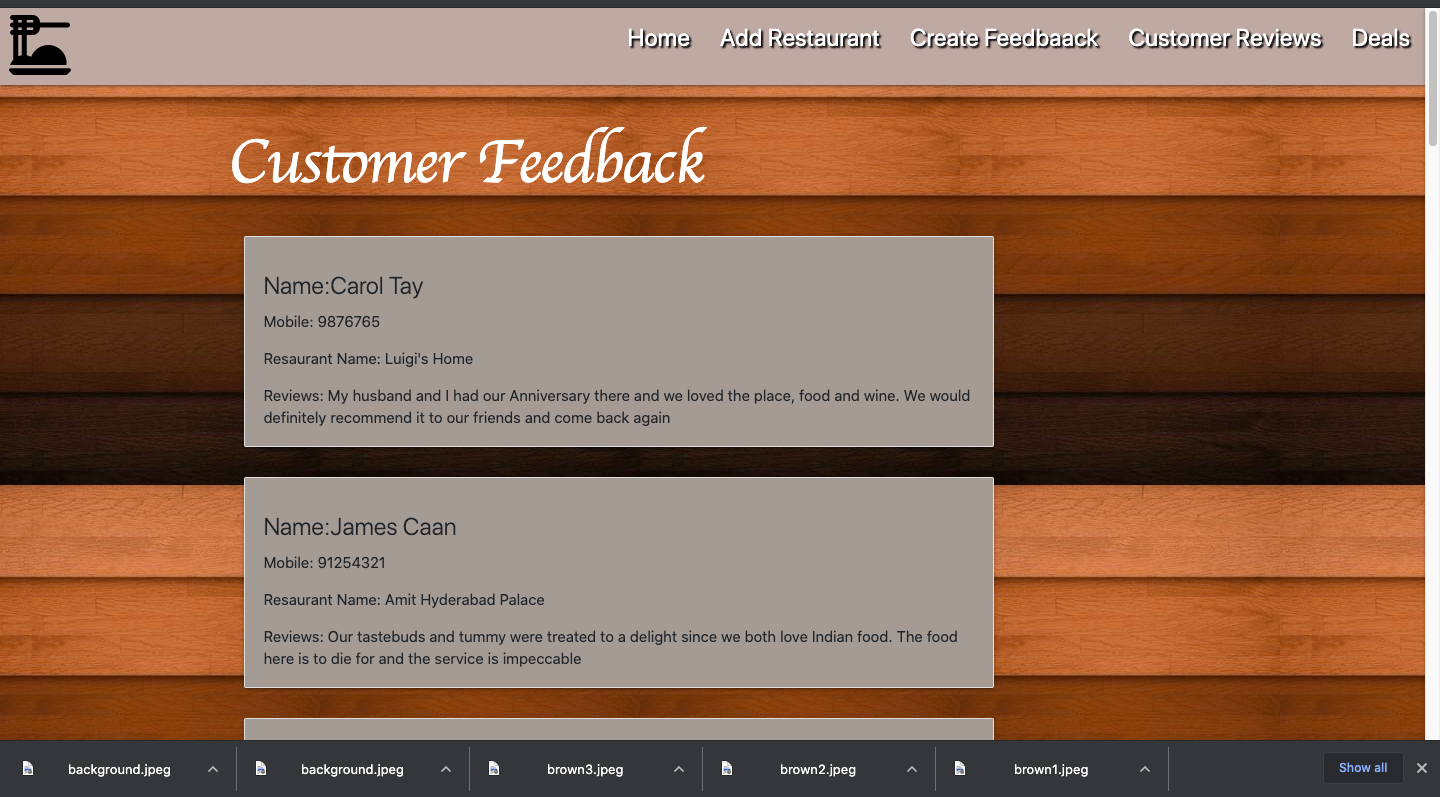 Home Add Restaurant Create Feedbaack Customer Reviews Deals
Customer Feedback
Name:Carol Tay
Mobile: 9876765
Resaurant Name: Luigi's Home
Reviews: My husband and I had our Anniversary there and we loved the place, food and wine. We would
definitely recommend it to our friends and come back again
Name:James Caan
Mobile: 91254321
Resaurant Name: Amit Hyderabad Palace
Reviews: Our tastebuds and tummy were treated to a delight since we both love Indian food. The food
here is to die for and the service is impeccable
background.jpeg background.jpeg brown3.jpeg brown2.jpeg brown1.jpeg Show all